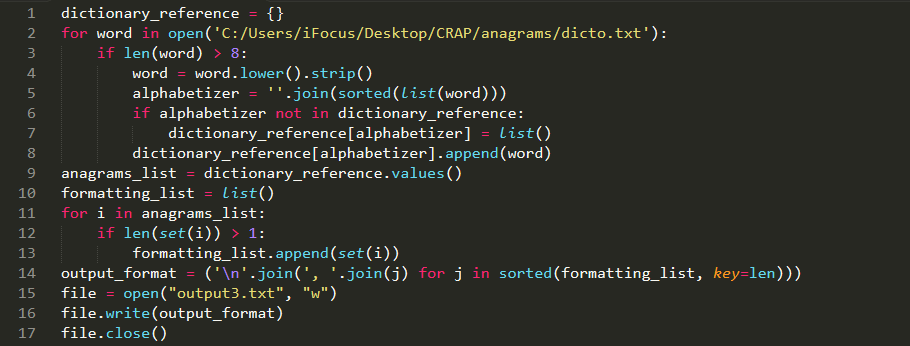 1 dictionary_reference = {}
2 for word in open('C:/Users/iFocus/Desktop/CRAP/anagrams/dicto.txt'):
3     if len(word) > 8:
4         word = word.lower().strip()
5         alphabetizer = ''.join(sorted(list(word)))
6         if alphabetizer not in dictionary_reference:
7             dictionary_reference[alphabetizer] = list()
8         dictionary_reference[alphabetizer].append(word)
9 anagrams_list = dictionary_reference.values()
10 formatting_list = list()
11 for i in anagrams_list:
12     if len(set(i)) > 1:
13         formatting_list.append(set(i))
14 output_format = ('\n'.join(', '.join(j) for j in sorted(formatting_list, key=len)))
15 file = open("output3.txt", "w")
16 file.write(output_format)
17 file.close()